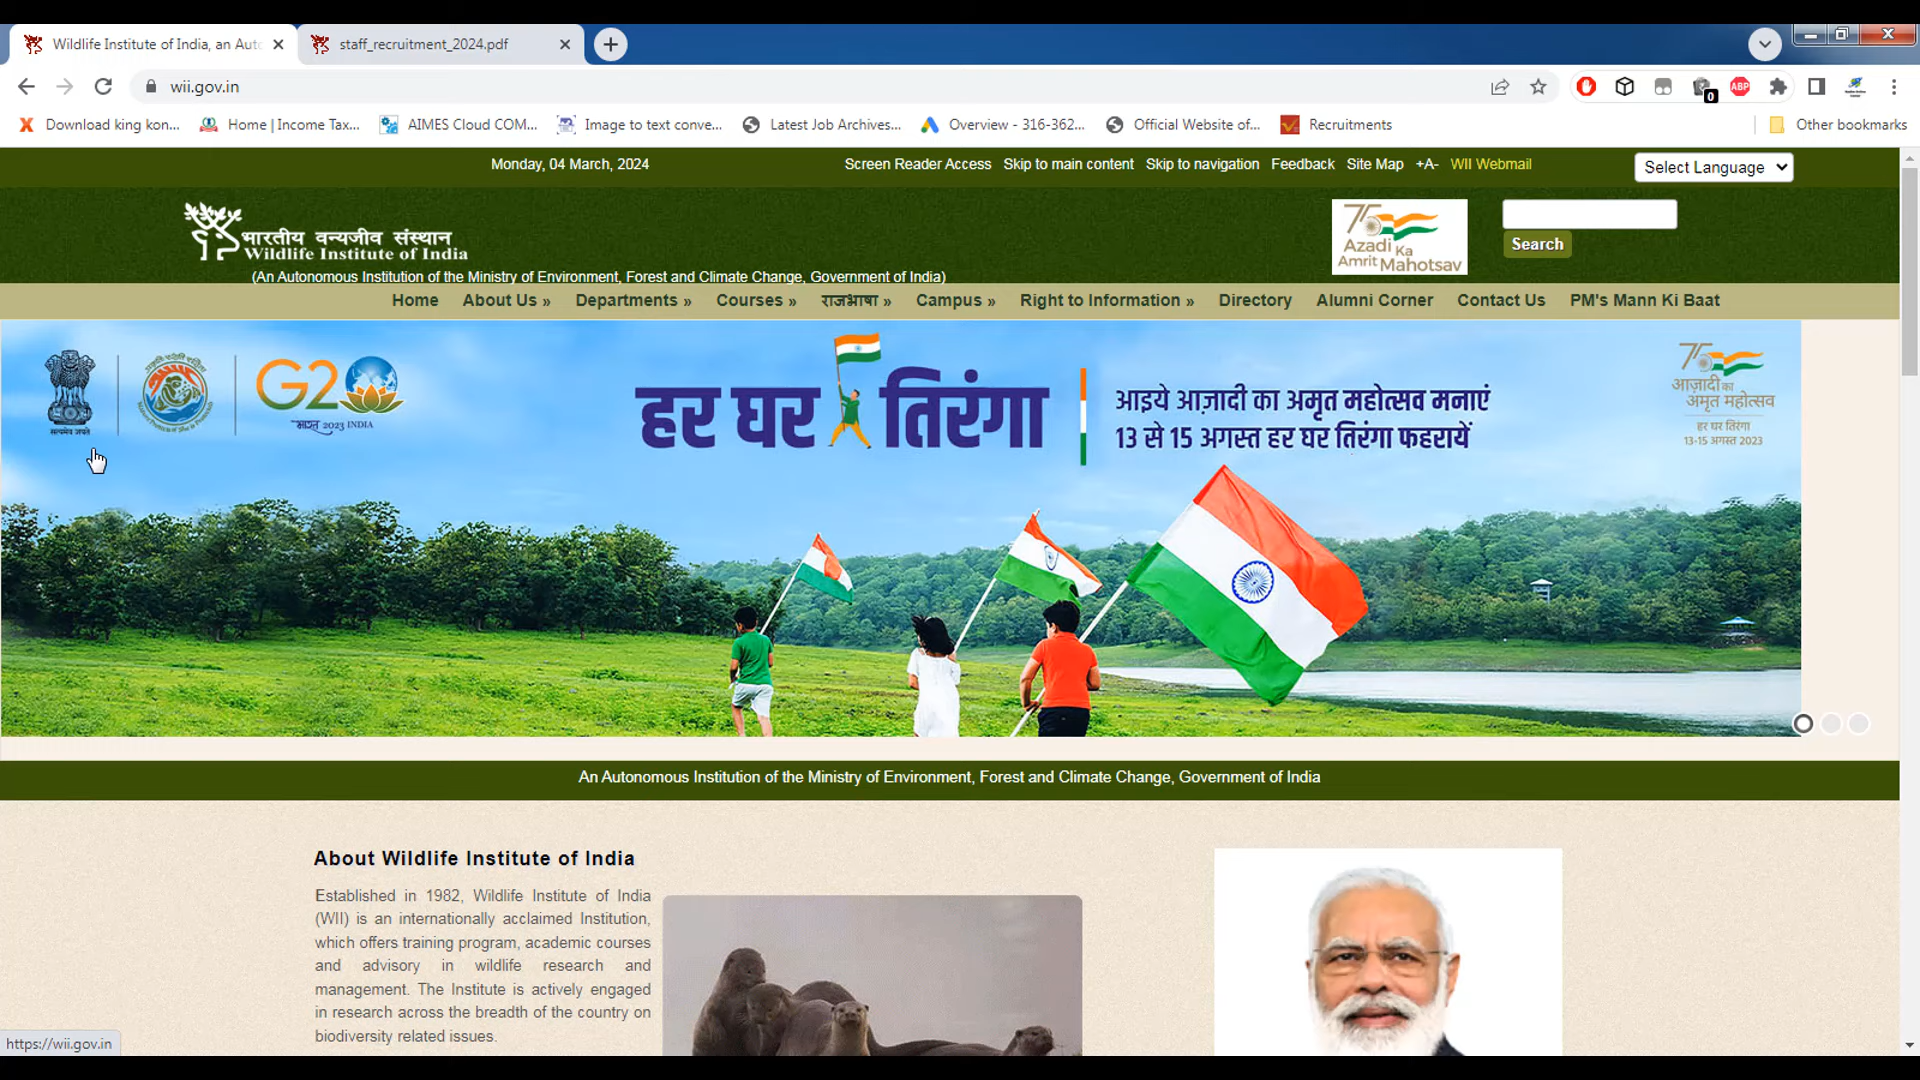 Wildlife Institute of India, an Aut
staff_recruitment_2024.pdf
wii.gov.in
0
ABP
Download king kon...
Home | Income Tax...
AIMES Cloud COM...
Image to text conve...
Latest Job Archives...
Overview - 316-362...
Official Website of...
Recruitments
Other bookmarks
Monday, 04 March, 2024
Screen Reader Access
Skip to main content
Skip to navigation
Feedback
Site Map
+A-
WII Webmail
Select Language
भारतीय वन्यजीव संस्थान
Wildlife Institute of India
(An Autonomous Institution of the Ministry of Environment, Forest and Climate Change, Government of India)
75
Azadi Ka
Amrit Mahotsav
Search
Home
About Us »
Departments »
Courses »
राजभाषा »
Campus »
Right to Information »
Directory
Alumni Corner
Contact Us
PM's Mann Ki Baat
सत्यमेव जयते
G20
भारत 2023 INDIA
हर घर तिरंगा
आइये आज़ादी का अमृत महोत्सव मनाएं
13 से 15 अगस्त हर घर तिरंगा फहरायें
75
आज़ादी का
अमृत महोत्सव
हर घर तिरंगा
13-15 अगस्त 2023
An Autonomous Institution of the Ministry of Environment, Forest and Climate Change, Government of India
About Wildlife Institute of India
Established in 1982, Wildlife Institute of India
(WII) is an internationally acclaimed Institution,
which offers training program, academic courses
and advisory in wildlife research and
management. The Institute is actively engaged
in research across the breadth of the country on
biodiversity related issues.
https://wii.gov.in